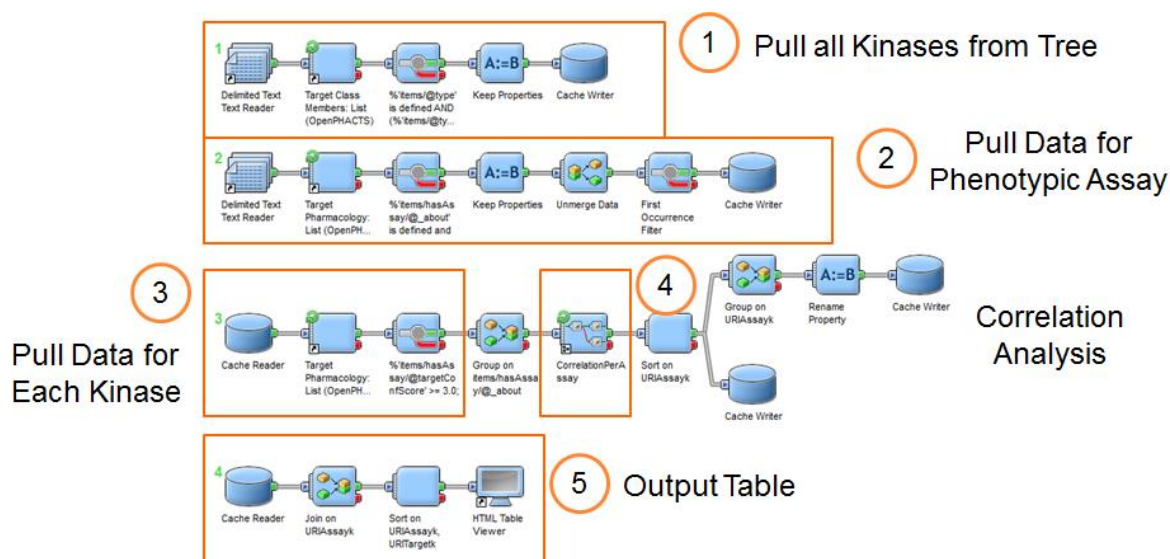 1
Pull all Kinases from Tree
1
A:=B
Delimited Text
Text Reader
Target Class
Members: List
(OpenPHACTS)
%'items/@type'
is defined AND
(%'items/@ty...
Keep Properties
Cache Writer
2
Pull Data for
Phenotypic Assay
2
A:=B
Delimited Text
Text Reader
Target
Pharmacology:
List (OpenPH...
%'items/hasAs
say/@_about'
is defined and
Keep Properties
Unmerge Data
First
Occurrence
Filter
Cache Writer
3
Pull Data for
Each Kinase
3
Cache Reader
Target
Pharmacology:
List (OpenPH...
%'items/hasAs
say/@targetCo
nfScore' >= 3.0;
Group on
items/hasAssa
y/@_about
CorrelationPerA
ssay
4
Sort on
URIAssayk
A:=B
Group on
URIAssayk
Rename
Property
Cache Writer
Cache Writer
Correlation
Analysis
4
Cache Reader
Join on
URIAssayk
Sort on
URIAssayk,
URITargetk
HTML Table
Viewer
5
Output Table